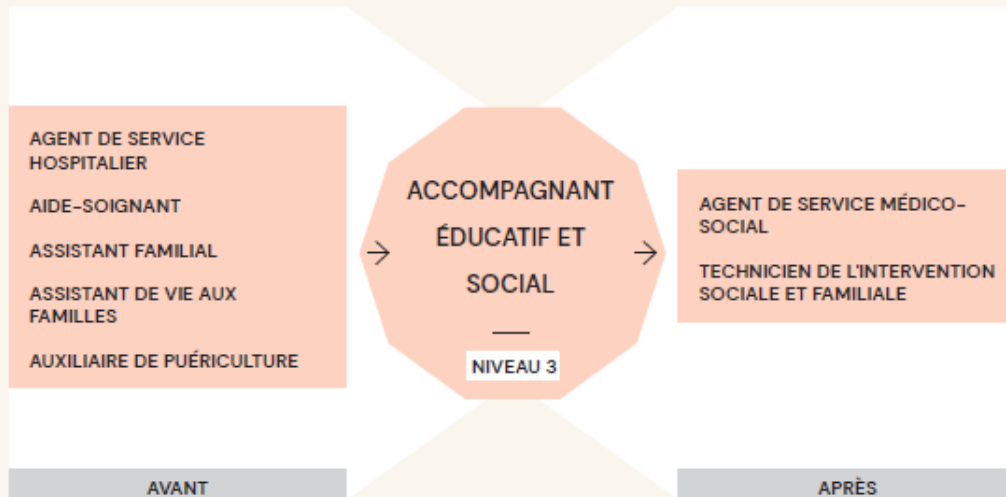 AGENT DE SERVICE
HOSPITALIER
AIDE-SOIGNANT
ASSISTANT FAMILIAL
ASSISTANT DE VIE AUX
FAMILLES
AUXILIAIRE DE PUÉRICULTURE
AVANT
ACCOMPAGNANT
ÉDUCATIF ET
SOCIAL
NIVEAU 3
AGENT DE SERVICE MÉDICO-
SOCIAL
TECHNICIEN DE L'INTERVENTION
SOCIALE ET FAMILIALE
APRÈS